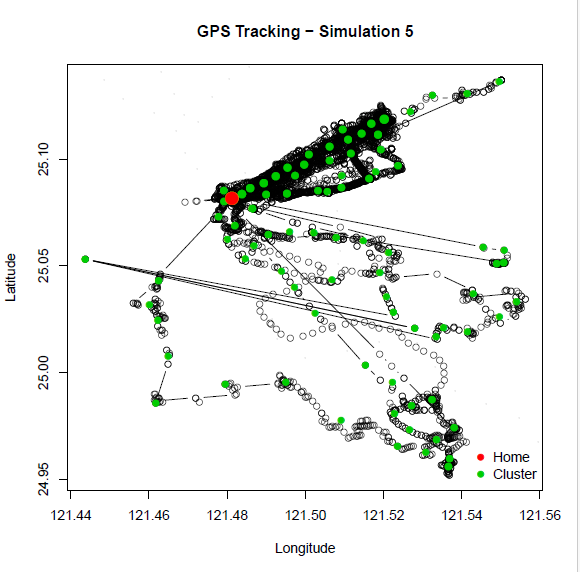 GPS Tracking − Simulation 5
25.10
25.05
25.00
24.95
Latitude
Home
Cluster
121.44 121.46 121.48 121.50 121.52 121.54 121.56
Longitude